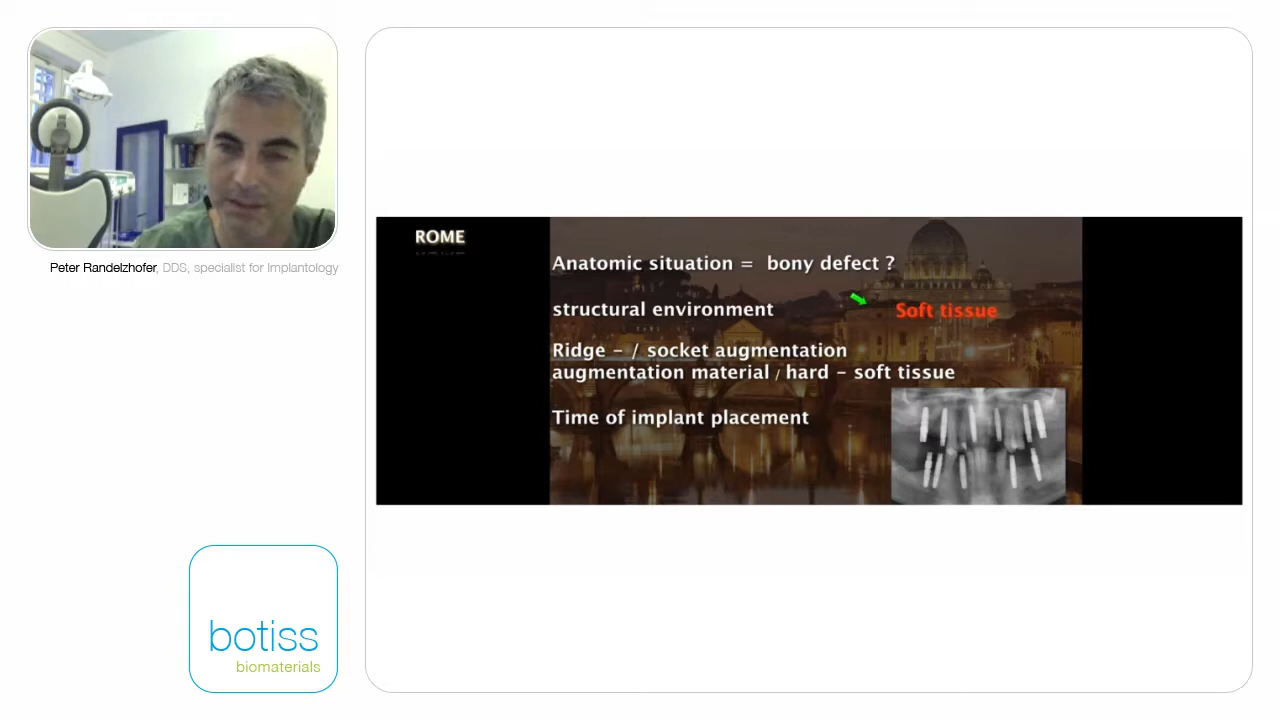 Peter Randelzhofer, DDS, specialist for Implantology
botiss
biomaterials
ROME
Anatomic situation = bony defect ?
structural environment
Soft tissue
Ridge - / socket augmentation
augmentation material / hard - soft tissue
Time of implant placement